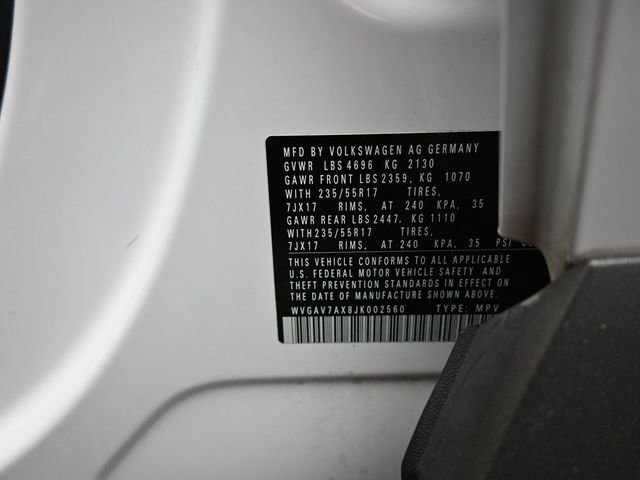 MFD BY VOLKSWAGEN AG GERMANY
GVWR LBS 4696 KG 2130
GAWR FRONT LBS 2359, KG 1070
WITH 235/55R17 TIRES,
7JX17 RIMS, AT 240 KPA, 35
GAWR REAR LBS 2447. KG 1110
WITH 235/55R17 TIRES,
7JX17 RIMS, AT 240 KPA, 35 PSI
THIS VEHICLE CONFORMS TO ALL APPLICABLE
U.S. FEDERAL MOTOR VEHICLE SAFETY AND
THEFT PREVENTION STANDARDS IN EFFECT ON
THE DATE OF MANUFACTURE SHOWN ABOVE.
WVGAV7AX8JK002560 TYPE: MPV